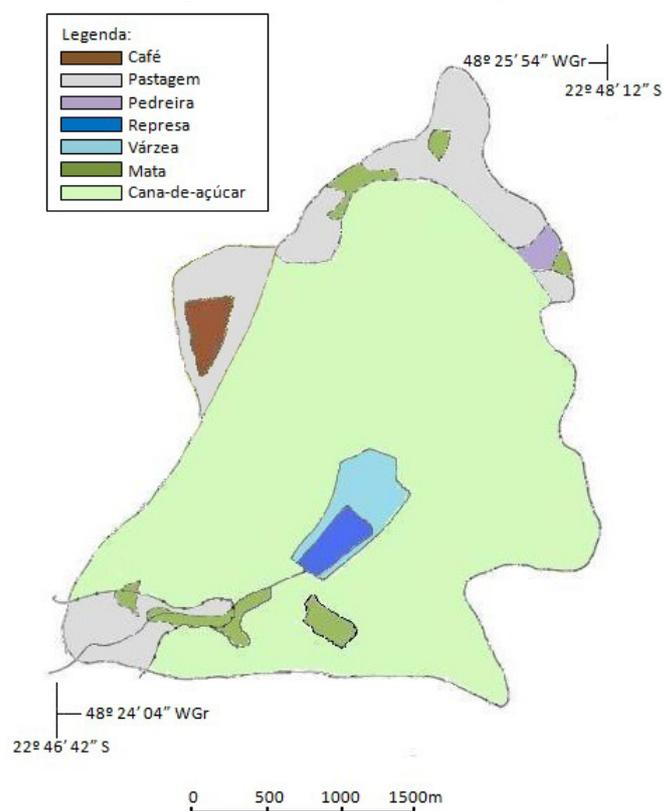 Legenda:
Café
Pastagem
Pedreira
Represa
Várzea
Mata
Cana-de-açúcar
48º 25’ 54” WGr
22º 48’ 12” S
48º 24’ 04” WGr
22º 46’ 42” S
0 500 1000 1500m